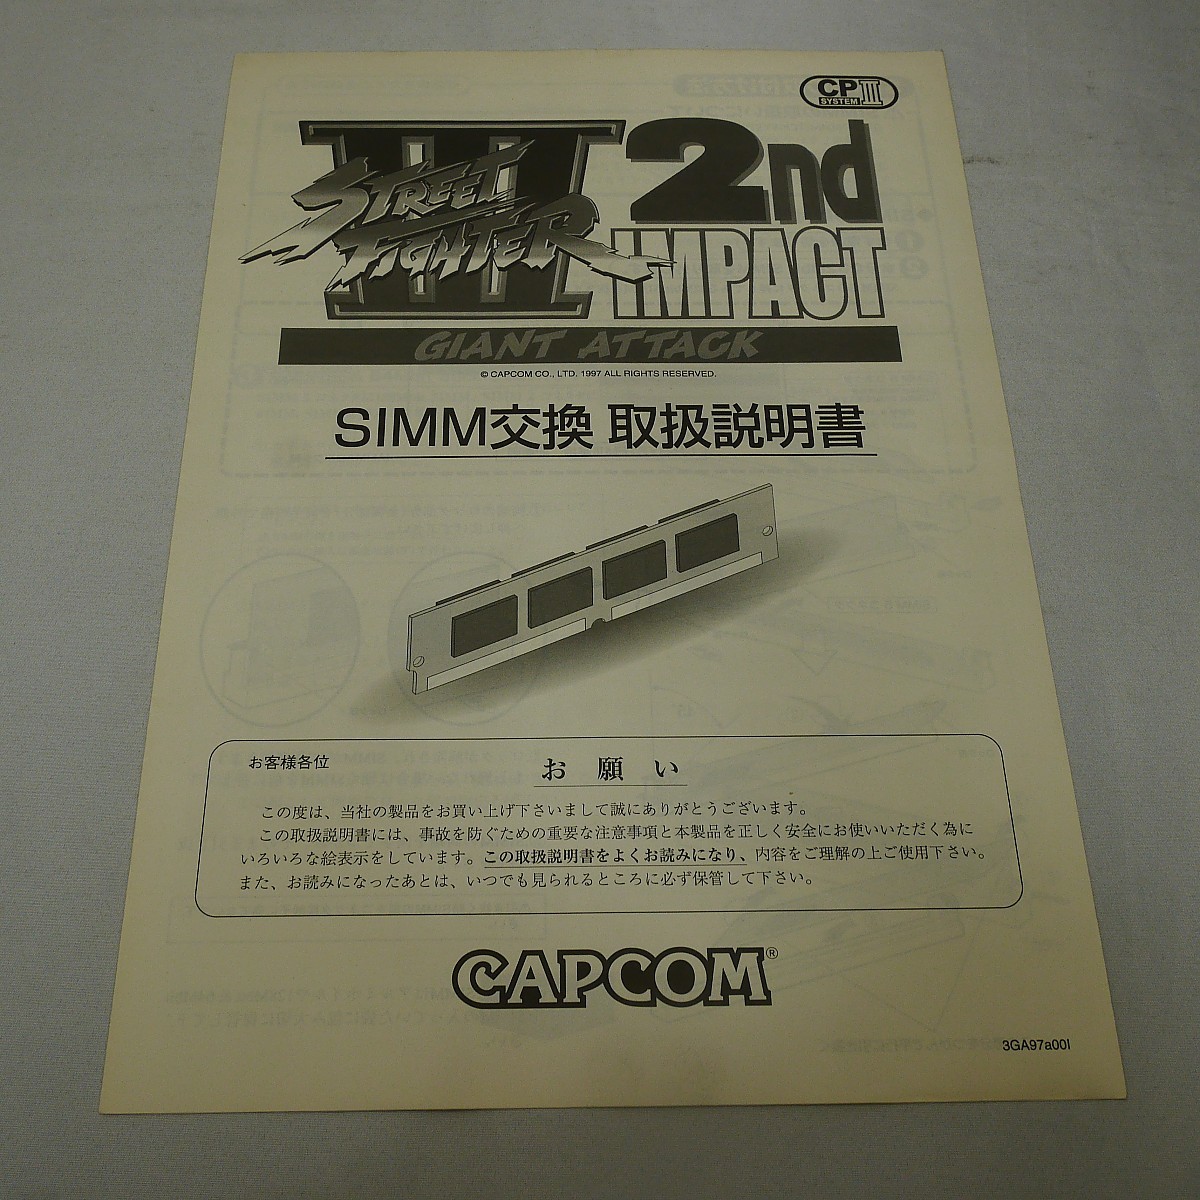 CP SYSTEM III
STREET FIGHTER III 2nd IMPACT
GIANT ATTACK
© CAPCOM CO., LTD. 1997 ALL RIGHTS RESERVED.
SIMM交換 取扱説明書
お客様各位
お 願 い
この度は、当社の製品をお買い上げ下さいまして誠にありがとうございます。
この取扱説明書には、事故を防ぐための重要な注意事項と本製品を正しく安全にお使いいただく為に
いろいろな絵表示をしています。この取扱説明書をよくお読みになり、内容をご理解の上ご使用下さい。
また、お読みになったあとは、いつでも見られるところに必ず保管して下さい。
CAPCOM®
3GA97a00I